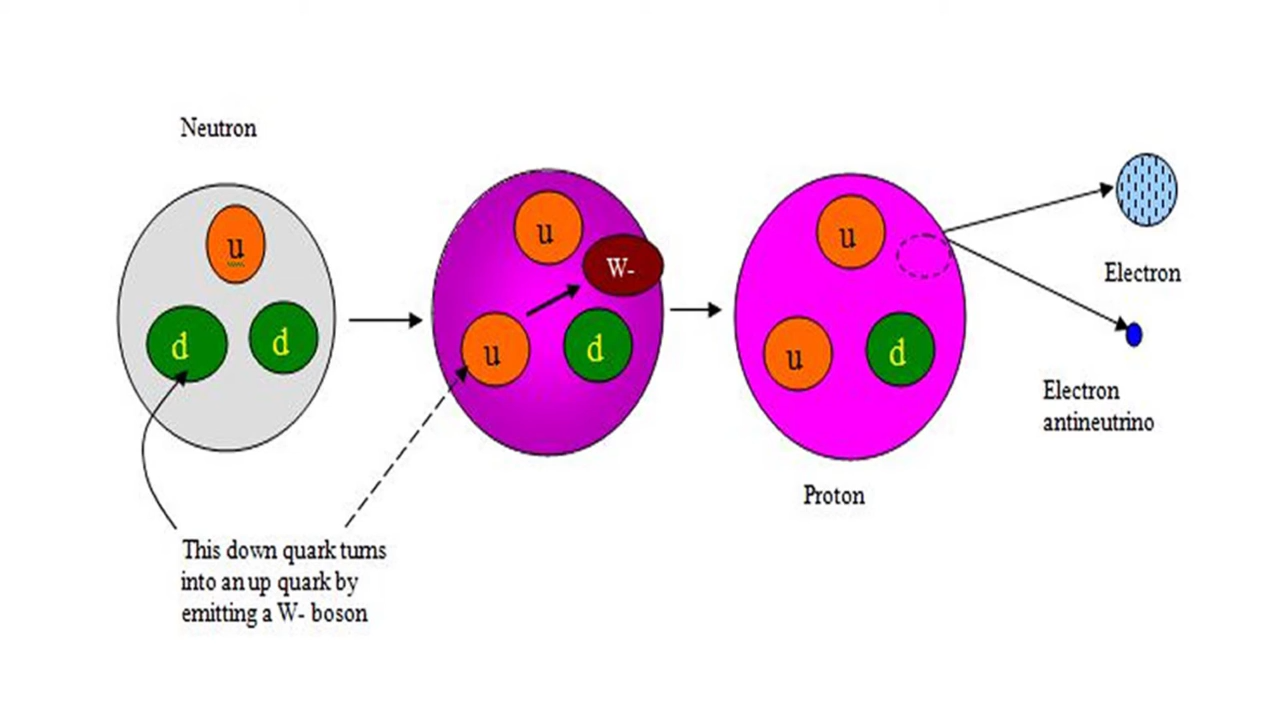 Neutron
u
d
d
u
W-
u
d
u
u
d
Electron
Electron
antineutrino
Proton
This down quark turns
into an up quark by
emitting a W- boson